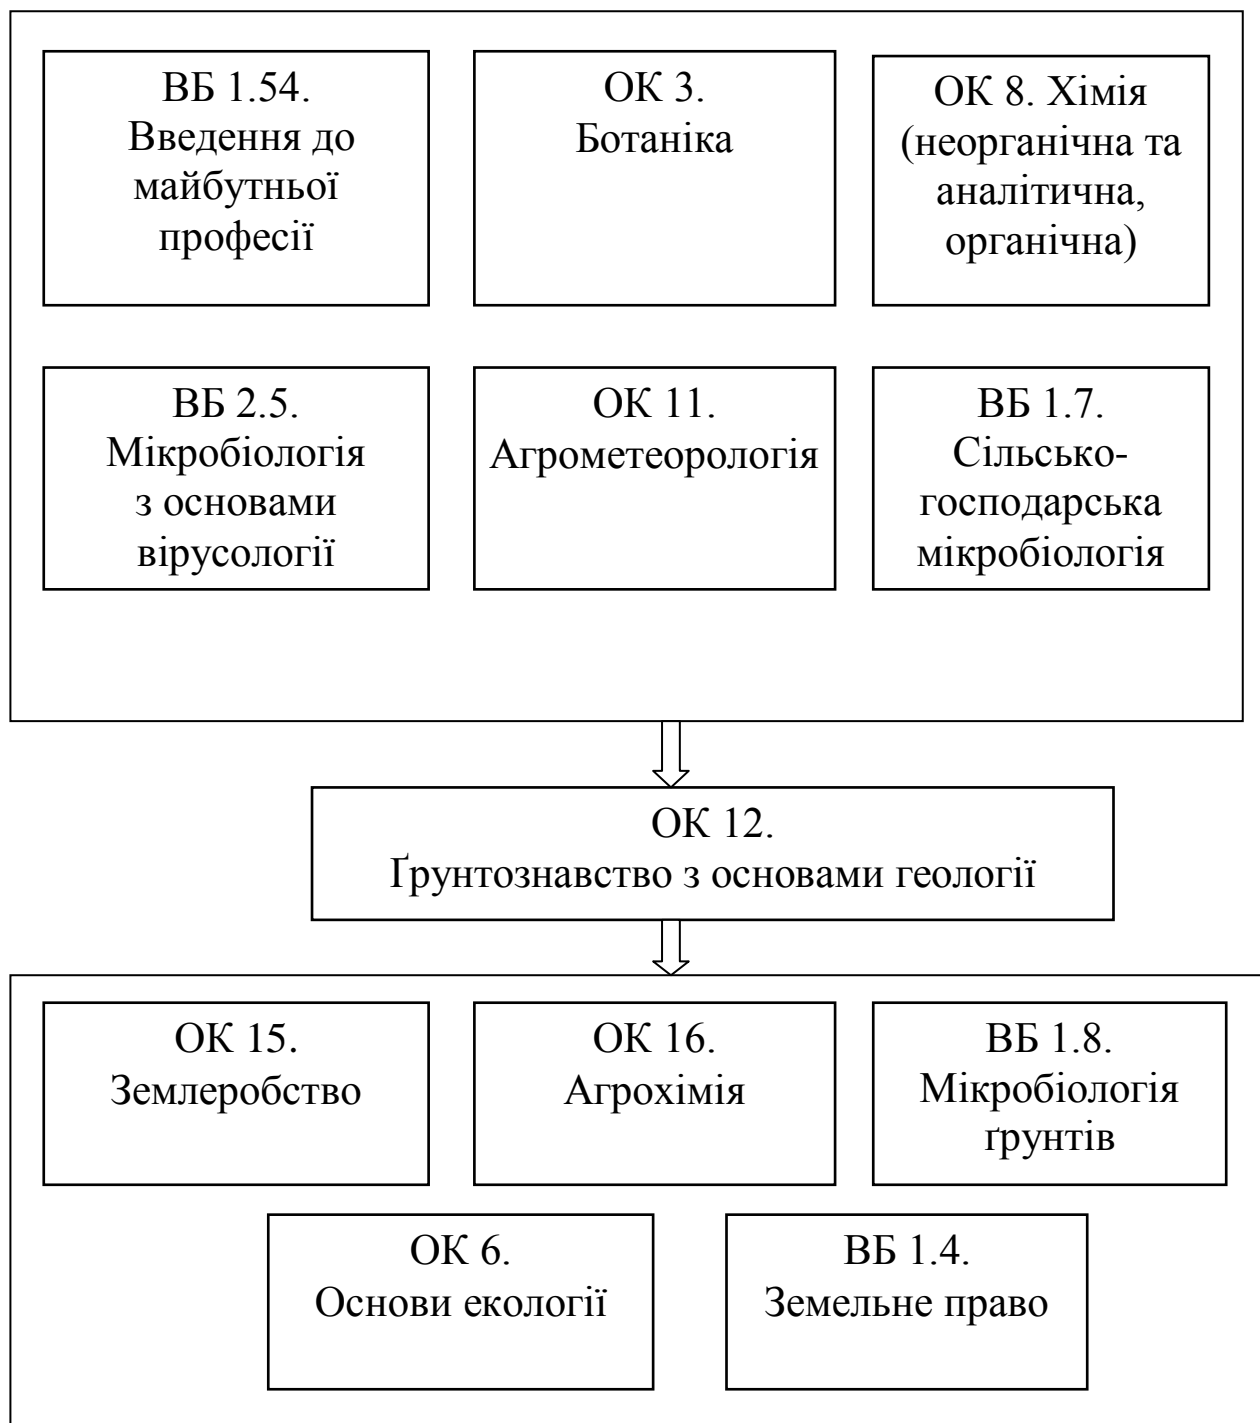 ВБ 1.54.
Введення до
майбутньої
професії
ОК 3.
Ботаніка
ОК 8. Хімія
(неорганічна та
аналітична,
органічна)
ВБ 2.5.
Мікробіологія
з основами
вірусології
ОК 11.
Агрометеорологія
ВБ 1.7.
Сільсько-
господарська
мікробіологія
ОК 12.
Ґрунтознавство з основами геології
ОК 15.
Землеробство
ОК 16.
Агрохімія
ВБ 1.8.
Мікробіологія
ґрунтів
ОК 6.
Основи екології
ВБ 1.4.
Земельне право